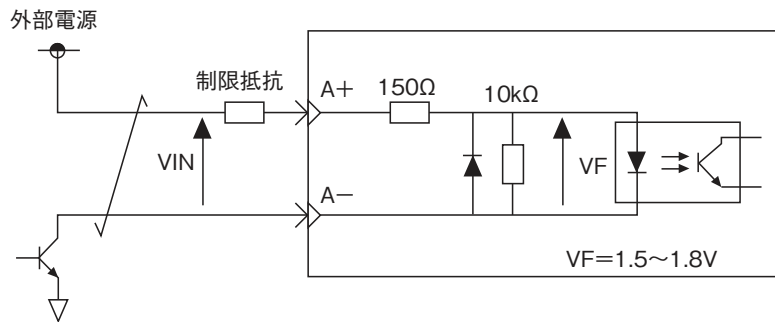 外部電源
制限抵抗
A+
150Ω
10kΩ
VIN
VF
A−
VF=1.5〜1.8V